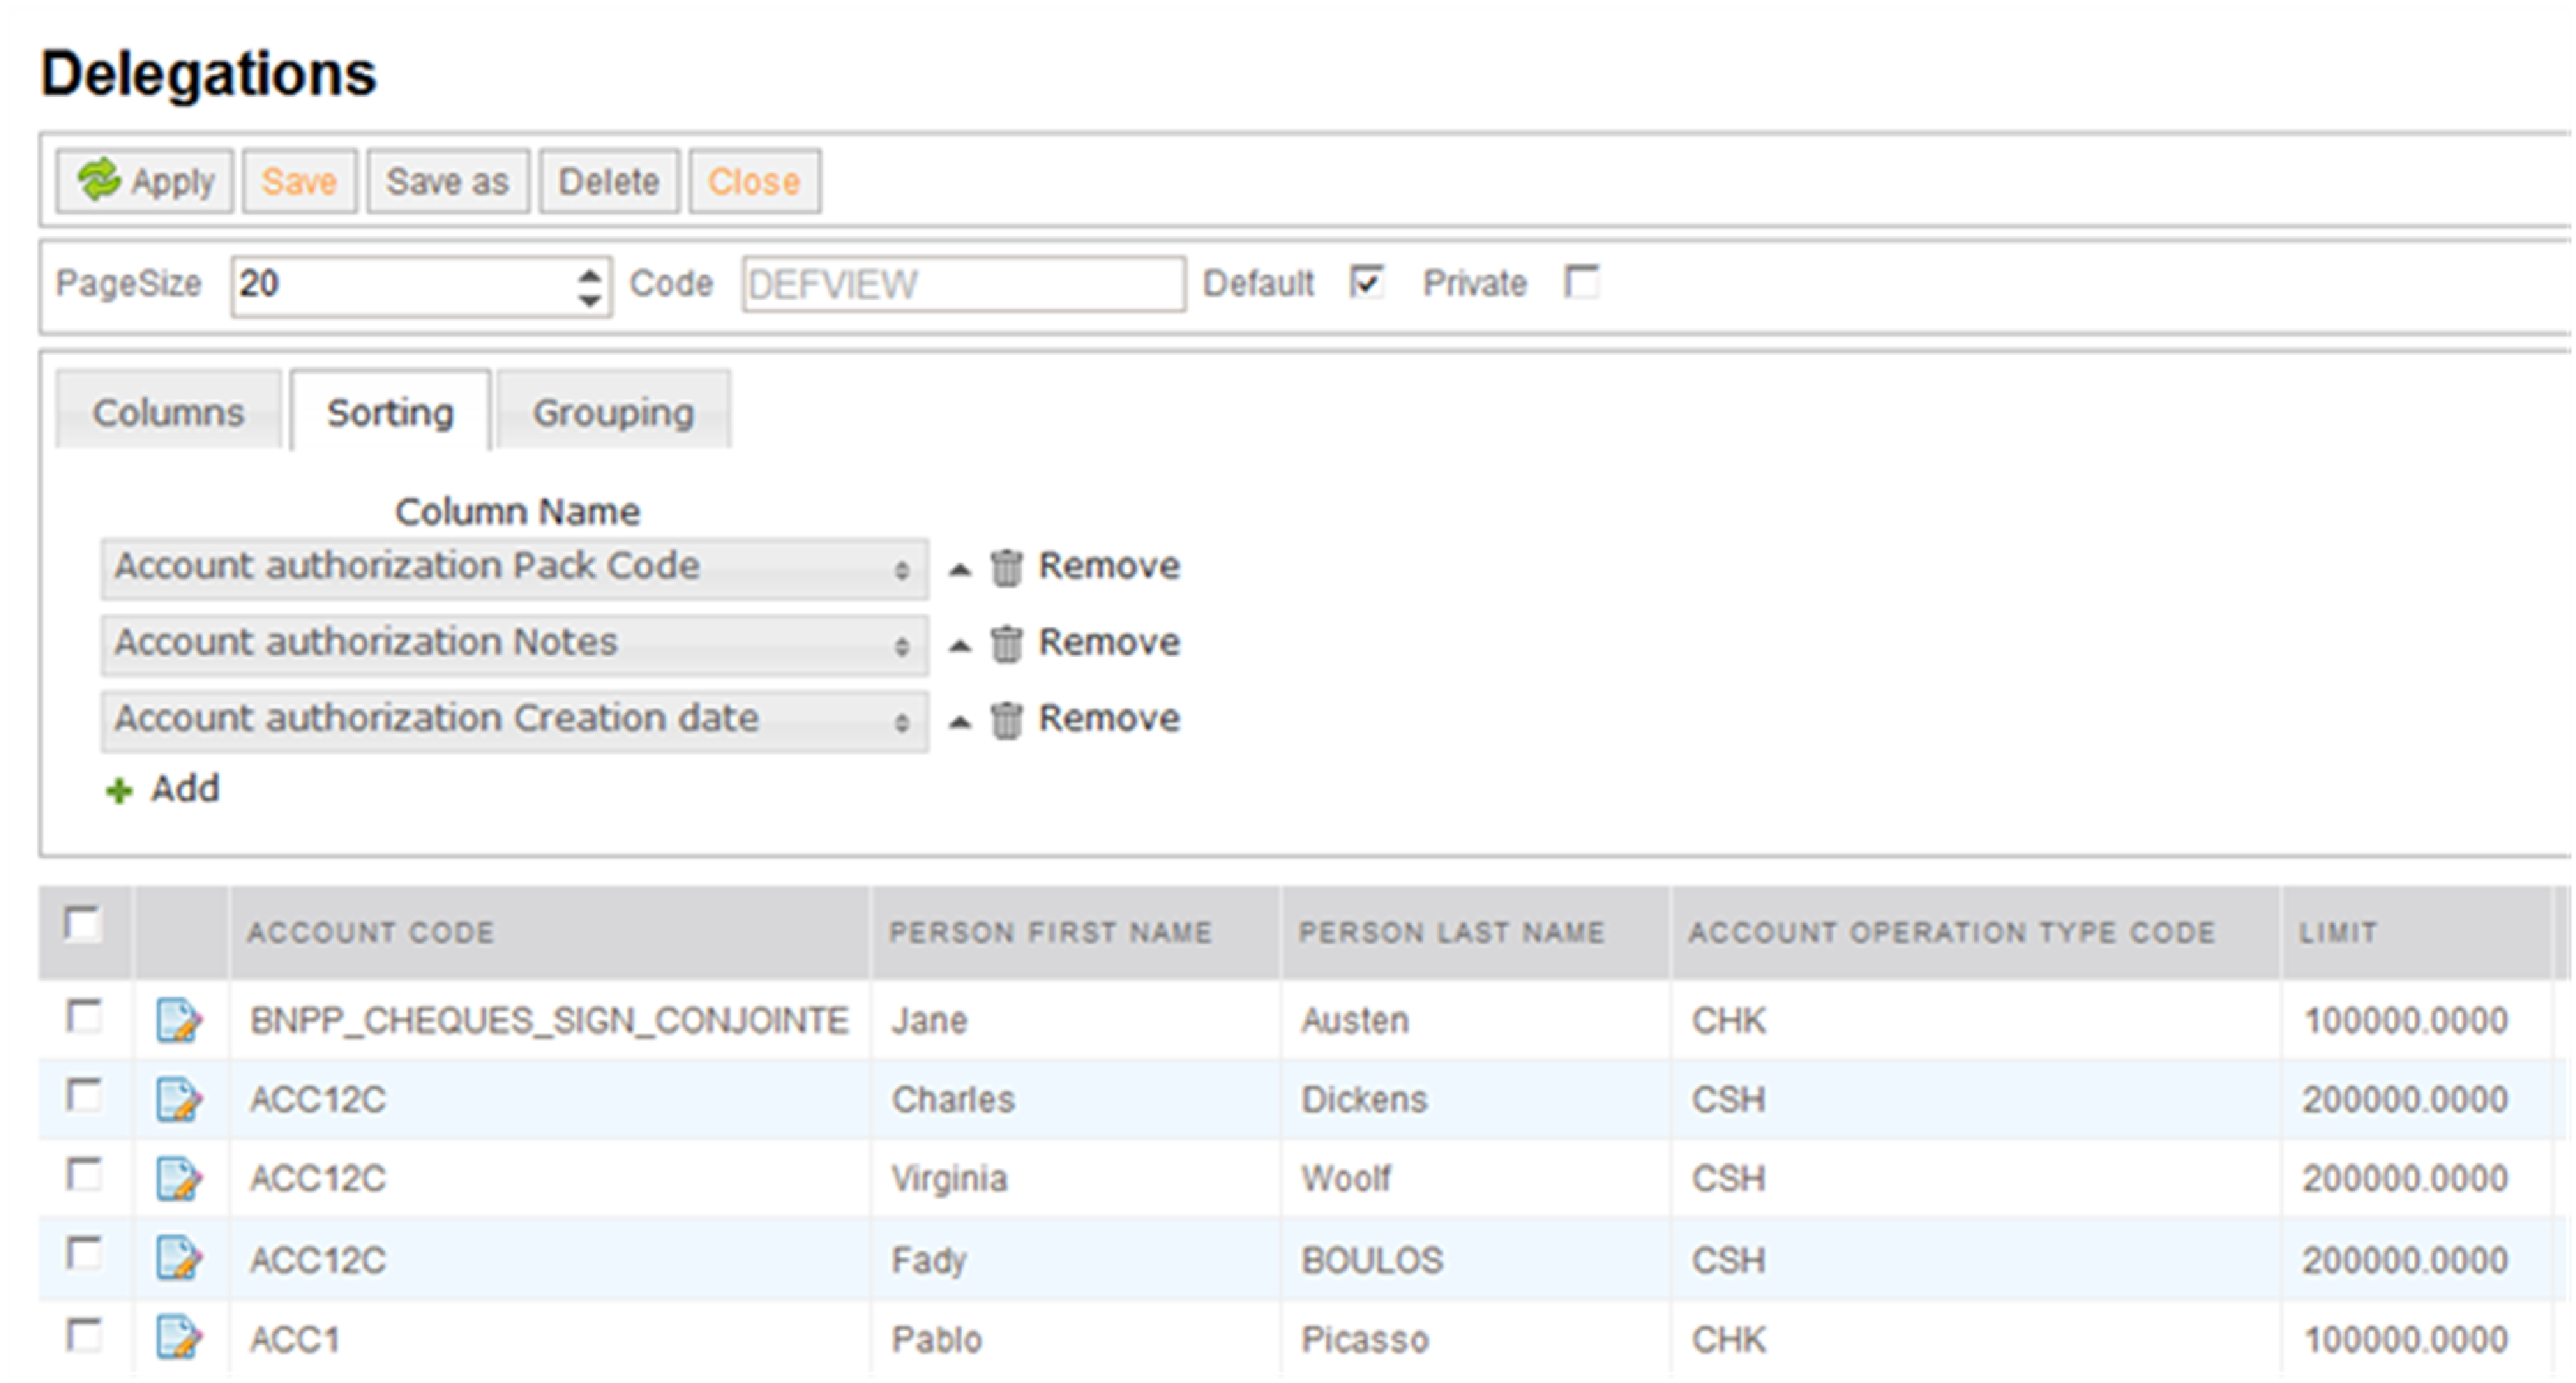 Delegations
Apply Save Save as Delete Close
PageSize 20 Code DEFVIEW Default Private
Columns Sorting Grouping
Column Name
Account authorization Pack Code Remove
Account authorization Notes Remove
Account authorization Creation date Remove
Add
ACCOUNT CODE PERSON FIRST NAME PERSON LAST NAME ACCOUNT OPERATION TYPE CODE LIMIT
BNPP_CHEQUES_SIGN_CONJOINTE Jane Austen CHK 100000.0000
ACC12C Charles Dickens CSH 200000.0000
ACC12C Virginia Woolf CSH 200000.0000
ACC12C Fady BOULOS CSH 200000.0000
ACC1 Pablo Picasso CHK 100000.0000